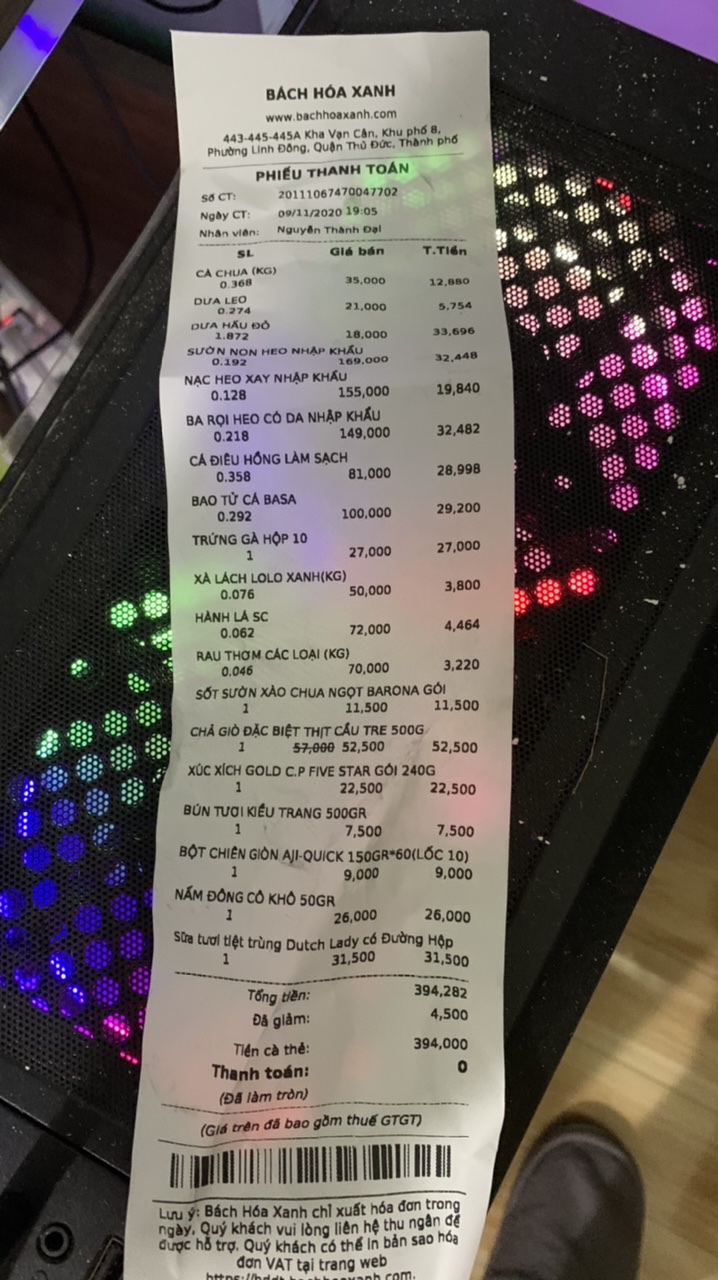 BÁCH HÓA XANH
www.bachhoaxanh.com
443-445-445A Kha Vạn Cân, Khu phố 8,
Phường Linh Đông, Quận Thủ Đức, Thành phố
PHIẾU THANH TOÁN
Số CT: 20111067470047702
Ngày CT: 09/11/2020 19:05
Nhân viên: Nguyễn Thành Đại
SL Giá bán T.Tiền
CÀ CHUA (KG)
0.368 35,000 12,880
DƯA LEO
0.274 21,000 5,754
DƯA HẤU ĐỎ
1.872 18,000 33,696
SƯỜN NON HEO NHẬP KHẨU
0.192 169,000 32,448
NẠC HEO XAY NHẬP KHẨU
0.128 155,000 19,840
BA RỌI HEO CÓ DA NHẬP KHẨU
0.218 149,000 32,482
CÁ ĐIÊU HỒNG LÀM SẠCH
0.358 81,000 28,998
BAO TỬ CÁ BASA
0.292 100,000 29,200
TRỨNG GÀ HỘP 10
1 27,000 27,000
XÀ LÁCH LOLO XANH(KG)
0.076 50,000 3,800
HÀNH LÁ SC
0.062 72,000 4,464
RAU THƠM CÁC LOẠI (KG)
0.046 70,000 3,220
SỐT SƯỜN XÀO CHUA NGỌT BARONA GÓI
1 11,500 11,500
CHẢ GIÒ ĐẶC BIỆT THỊT CẦU TRE 500G
1 57,000 52,500 52,500
XÚC XÍCH GOLD C.P FIVE STAR GÓI 240G
1 22,500 22,500
BÚN TƯƠI KIỀU TRANG 500GR
1 7,500 7,500
BỘT CHIÊN GIÒN AJI-QUICK 150GR*60(LỐC 10)
1 9,000 9,000
NẤM ĐÔNG CÔ KHÔ 50GR
1 26,000 26,000
Sữa tươi tiệt trùng Dutch Lady có Đường Hộp
1 31,500 31,500
Tổng tiền: 394,282
Đã giảm: 4,500
Tiền cà thẻ: 394,000
Thanh toán: 0
(Đã làm tròn)
(Giá trên đã bao gồm thuế GTGT)
Lưu ý: Bách Hóa Xanh chỉ xuất hóa đơn trong
ngày, Quý khách vui lòng liên hệ thu ngân để
được hỗ trợ. Quý khách có thể in bản sao hóa
đơn VAT tại trang web